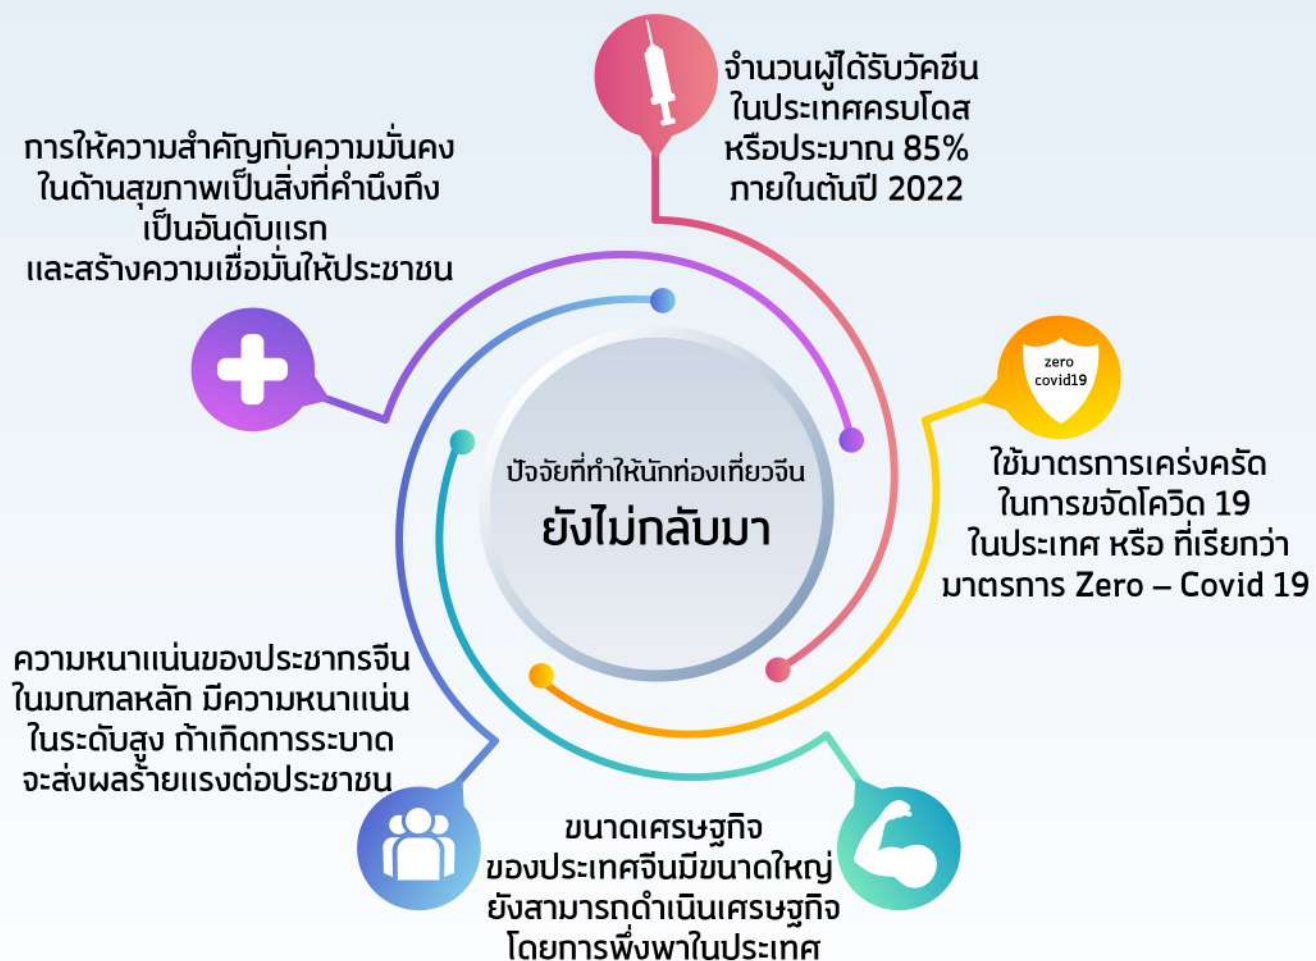 จำนวนผู้ได้รับวัคซีน
ในประเทศครบโดส
หรือประมาณ 85%
ภายในต้นปี 2022
การให้ความสำคัญกับความมั่นคง
ในด้านสุขภาพเป็นสิ่งที่คำนึงถึง
เป็นอันดับแรก
และสร้างความเชื่อมั่นให้ประชาชน
zero
covid19
ใช้มาตรการเคร่งครัด
ในการขจัดโควิด 19
ในประเทศ หรือ ที่เรียกว่า
มาตรการ Zero – Covid 19
ปัจจัยที่ทำให้นักท่องเที่ยวจีน
ยังไม่กลับมา
ความหนาแน่นของประชากรจีน
ในมณฑลหลัก มีความหนาแน่น
ในระดับสูง ถ้าเกิดการระบาด
จะส่งผลร้ายแรงต่อประชาชน
ขนาดเศรษฐกิจ
ของประเทศจีนมีขนาดใหญ่
ยังสามารถดำเนินเศรษฐกิจ
โดยการพึ่งพาในประเทศ